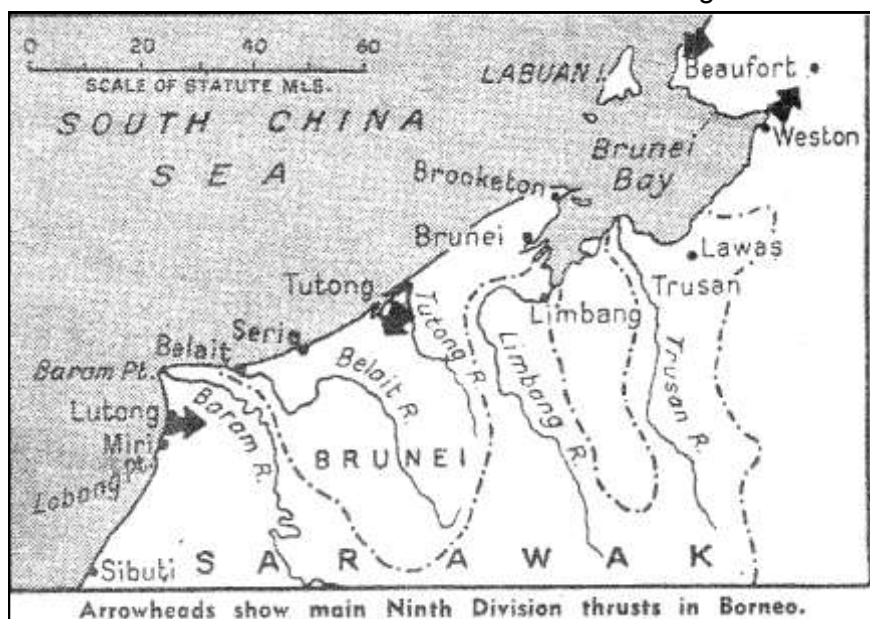 0 20 40 60
SCALE OF STATUTE MLS.
LABUAN
Beaufort
SOUTH CHINA
SEA
Weston
Brunei
Bay
Brooketon
Brunei
Lawas
Tutong
Trusan
Tutong R.
Limbang
Seria
Belait
Belait R.
Limbang R.
Trusan R.
Baram Pt.
Baram R.
Lutong
Miri
BRUNEI
Lobang
pt.
Sibuti
SARAWAK
Arrowheads show main Ninth Division thrusts in Borneo.